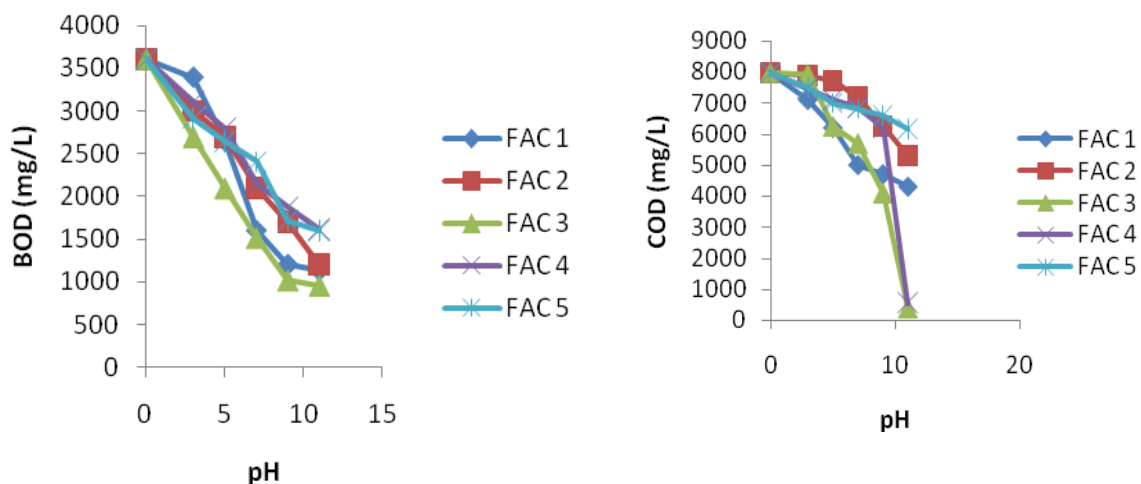 BOD (mg/L)
4000
3500
3000
2500
2000
1500
1000
500
0
0 5 10 15
pH
FAC 1
FAC 2
FAC 3
FAC 4
FAC 5
COD (mg/L)
9000
8000
7000
6000
5000
4000
3000
2000
1000
0
0 10 20
pH
FAC 1
FAC 2
FAC 3
FAC 4
FAC 5